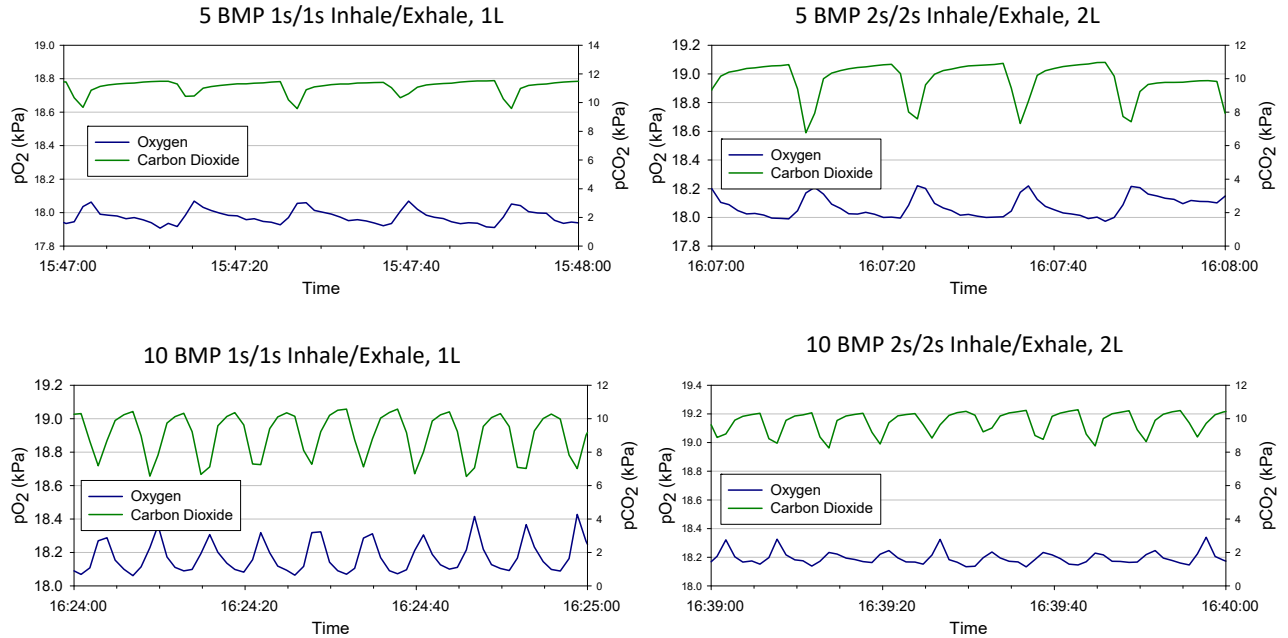 5 BMP 1s/1s Inhale/Exhale, 1L
19.0
18.8
18.6
18.4
18.2
18.0
17.8
pO2 (kPa)
14
12
10
8
6
4
2
0
pCO2 (kPa)
Oxygen
Carbon Dioxide
15:47:00 15:47:20 15:47:40 15:48:00
Time
5 BMP 2s/2s Inhale/Exhale, 2L
19.2
19.0
18.8
18.6
18.4
18.2
18.0
17.8
pO2 (kPa)
12
10
8
6
4
2
0
pCO2 (kPa)
Oxygen
Carbon Dioxide
16:07:00 16:07:20 16:07:40 16:08:00
Time
10 BMP 1s/1s Inhale/Exhale, 1L
19.2
19.0
18.8
18.6
18.4
18.2
18.0
pO2 (kPa)
12
10
8
6
4
2
0
pCO2 (kPa)
Oxygen
Carbon Dioxide
16:24:00 16:24:20 16:24:40 16:25:00
Time
10 BMP 2s/2s Inhale/Exhale, 2L
19.4
19.2
19.0
18.8
18.6
18.4
18.2
18.0
pO2 (kPa)
12
10
8
6
4
2
0
pCO2 (kPa)
Oxygen
Carbon Dioxide
16:39:00 16:39:20 16:39:40 16:40:00
Time